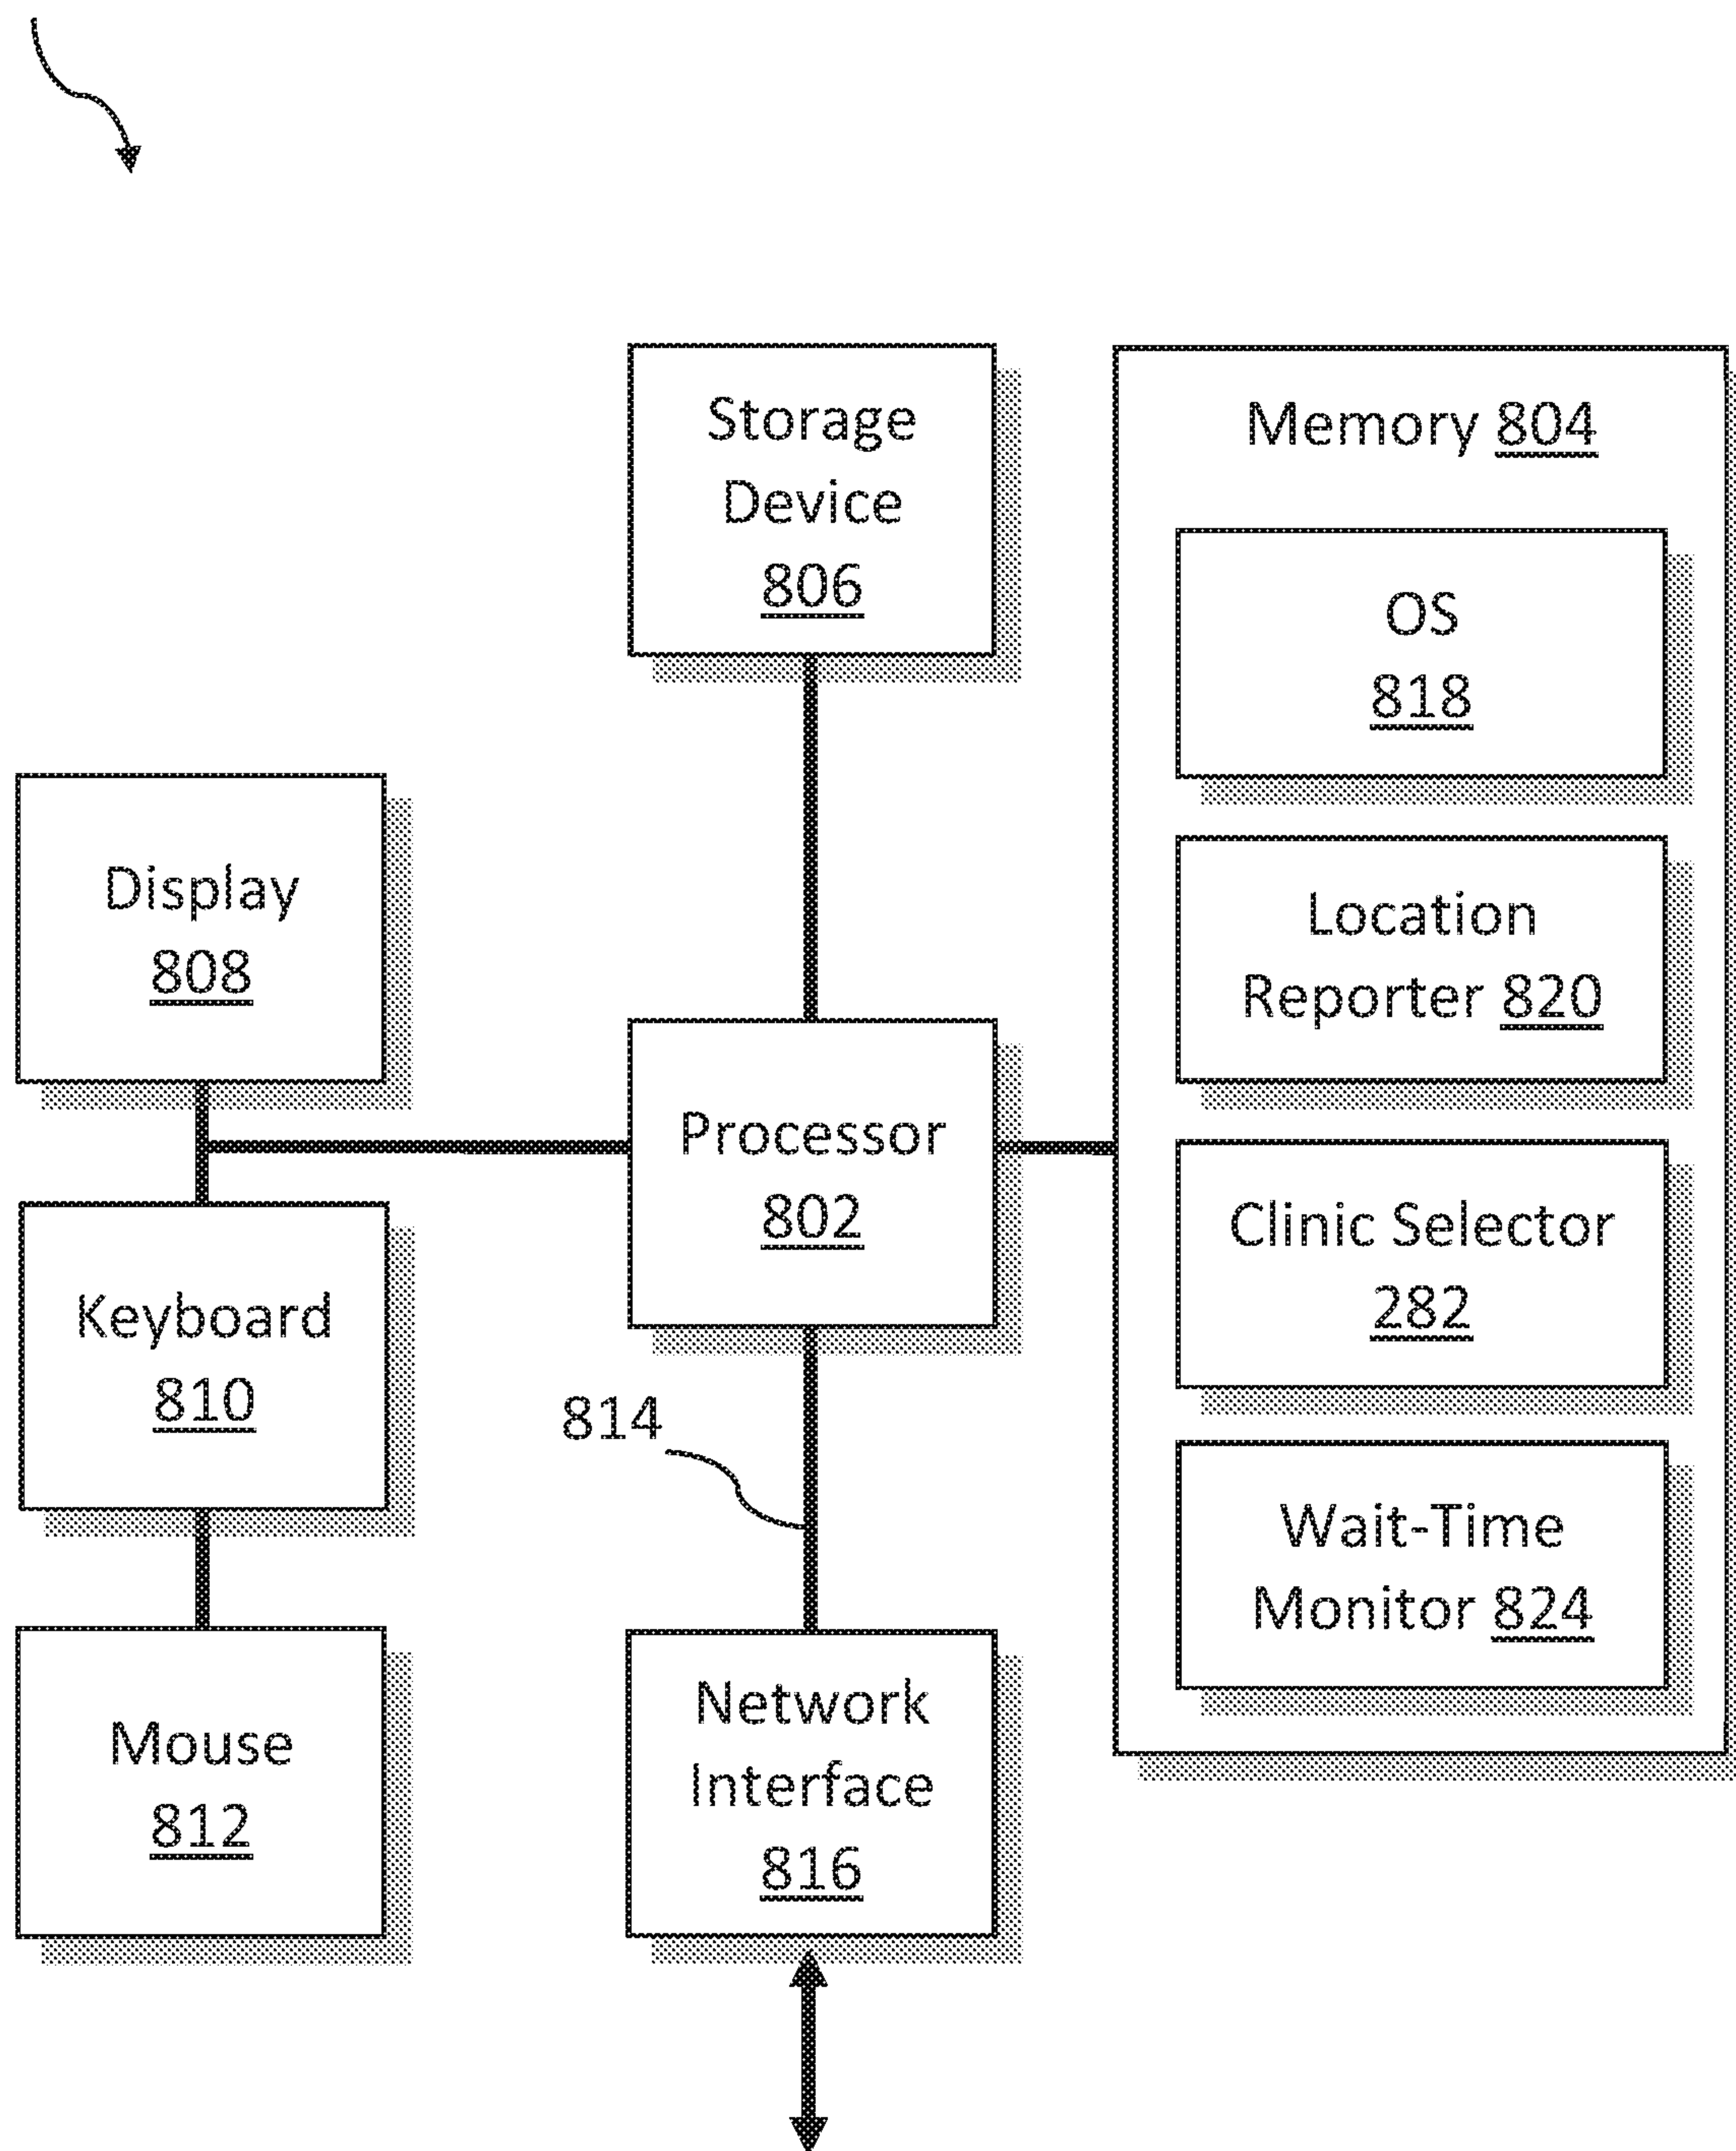 Storage
Device
806
Memory 804
OS
818
Display
808
Location
Reporter 820
Processor
802
Clinic Selector
282
Keyboard
810
814
Wait-Time
Monitor 824
Network
Interface
816
Mouse
812